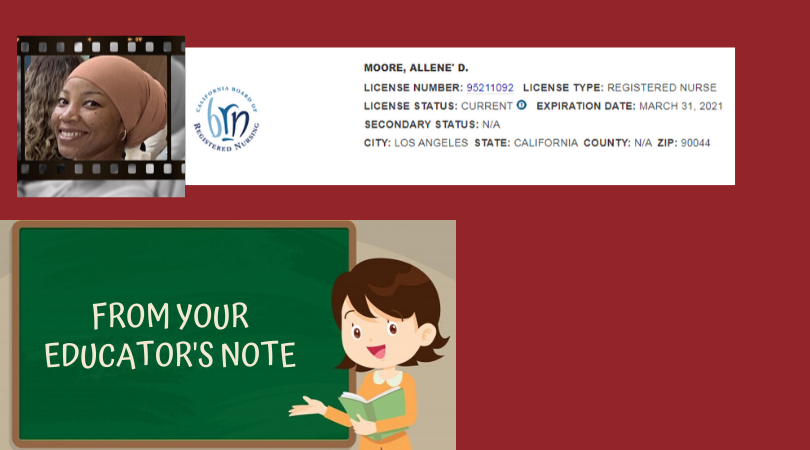 CALIFORNIA BOARD OF
brn
REGISTERED NURSING
MOORE, ALLENE' D.
LICENSE NUMBER: 95211092 LICENSE TYPE: REGISTERED NURSE
LICENSE STATUS: CURRENT EXPIRATION DATE: MARCH 31, 2021
SECONDARY STATUS: N/A
CITY: LOS ANGELES STATE: CALIFORNIA COUNTY: N/A ZIP: 90044
FROM YOUR
EDUCATOR'S NOTE